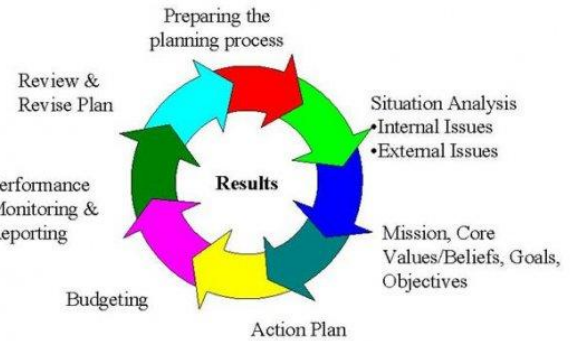 Preparing the
planning process
Review &
Revise Plan
Situation Analysis
•Internal Issues
•External Issues
Results
erformance
onitoring &
eporting
Mission, Core
Values/Beliefs, Goals,
Objectives
Budgeting
Action Plan